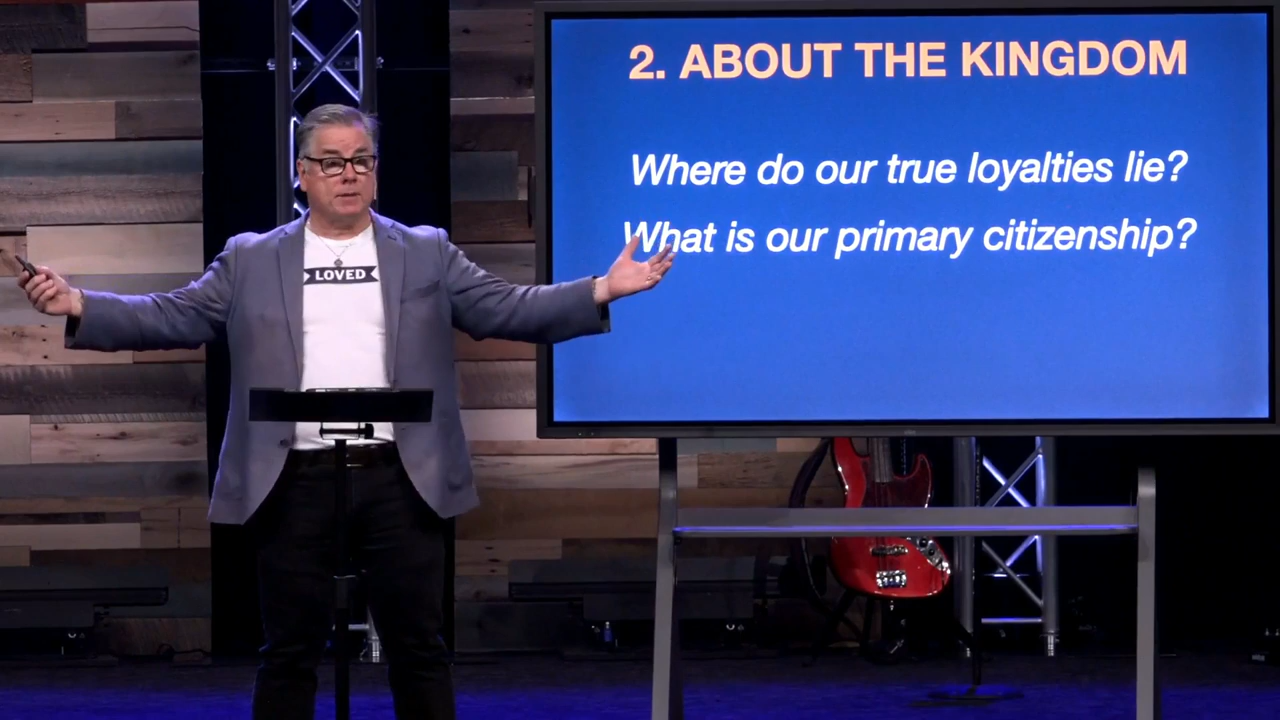 2. ABOUT THE KINGDOM
Where do our true loyalties lie?
What is our primary citizenship?
LOVED